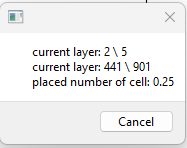 current layer: 2 \ 5
current layer: 441 \ 901
placed number of cell: 0.25
Cancel